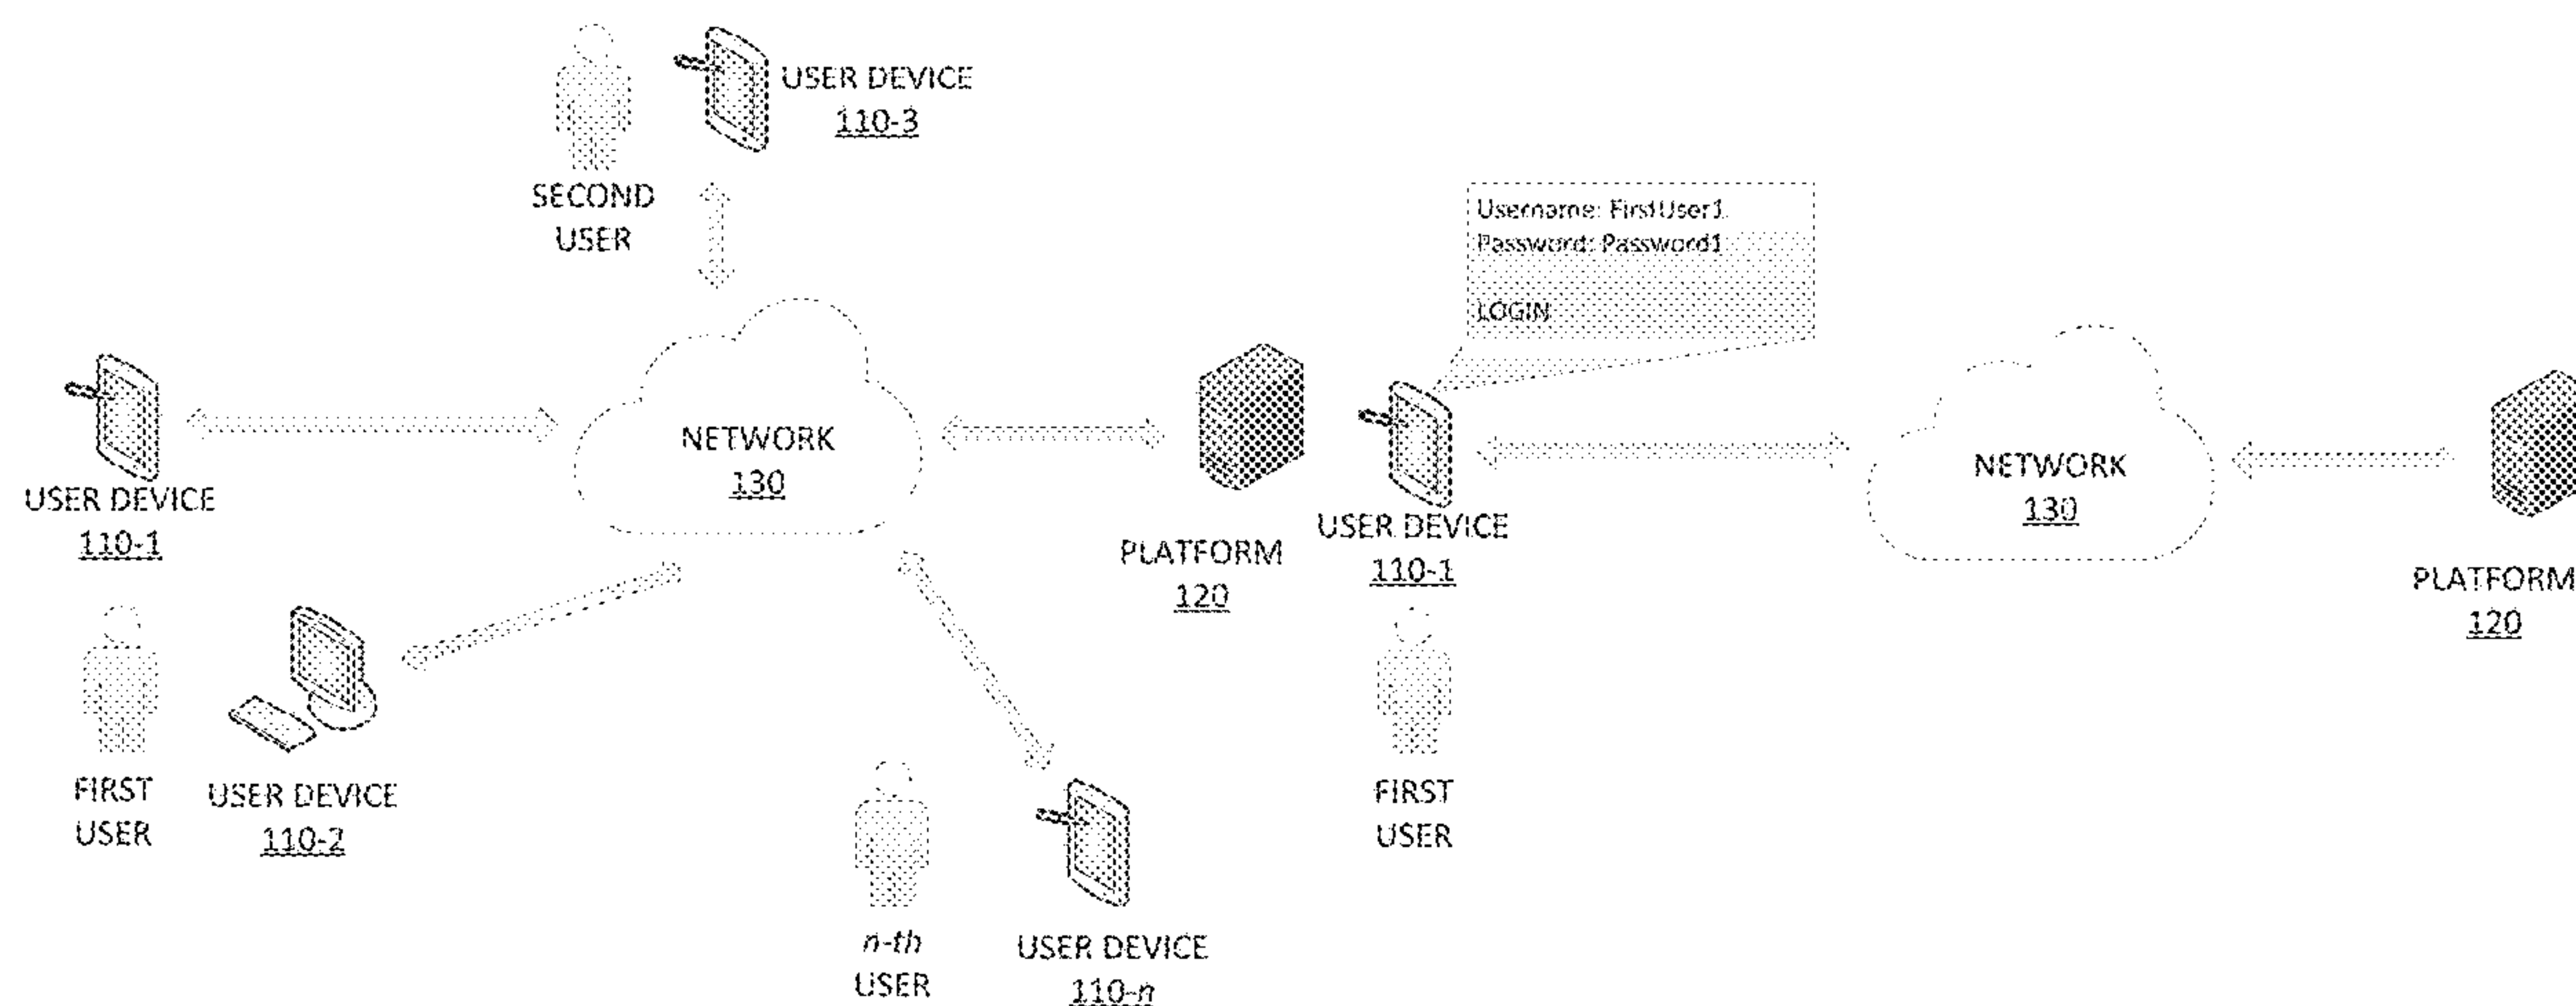 USER DEVICE
110-3
SECOND
USER
USER DEVICE
110-1
NETWORK
130
PLATFORM
120
FIRST
USER
USER DEVICE
110-2
n-th
USER
USER DEVICE
110-n
Username: FirstUser1
Password: Password1
LOGIN
USER DEVICE
110-1
NETWORK
130
PLATFORM
120
FIRST
USER